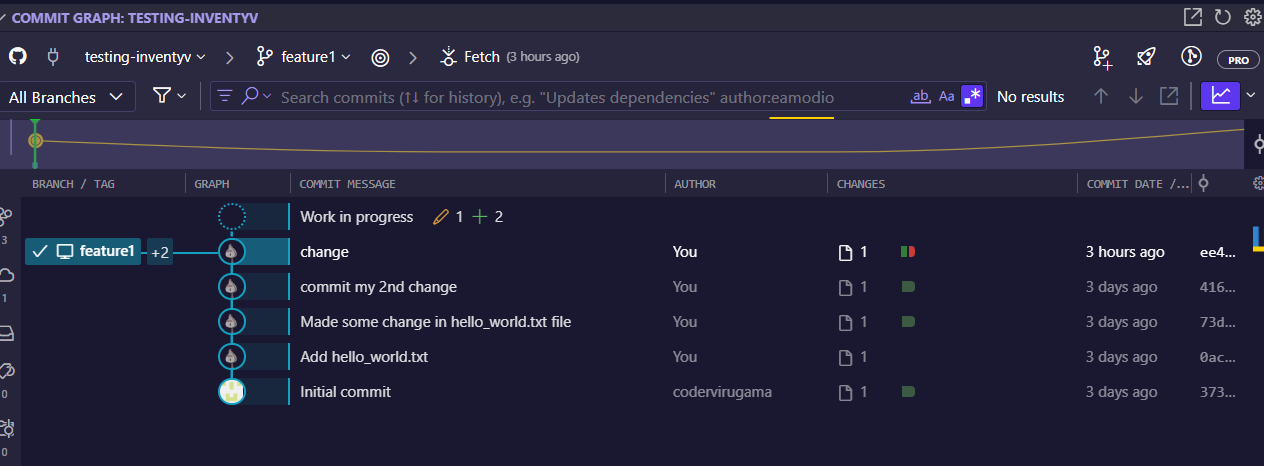 COMMIT GRAPH: TESTING-INVENTYV
testing-inventyv feature1 Fetch (3 hours ago) PRO
All Branches Search commits (↑↓ for history), e.g. "Updates dependencies" author:eamodio ab, Aa .* No results
BRANCH / TAG GRAPH COMMIT MESSAGE AUTHOR CHANGES COMMIT DATE /...
Work in progress 1 2
feature1 +2 change You 1 3 hours ago ee4...
commit my 2nd change You 1 3 days ago 416...
Made some change in hello_world.txt file You 1 3 days ago 73d...
Add hello_world.txt You 1 3 days ago 0ac...
Initial commit codervirugama 1 3 days ago 373...
3
1
0
0